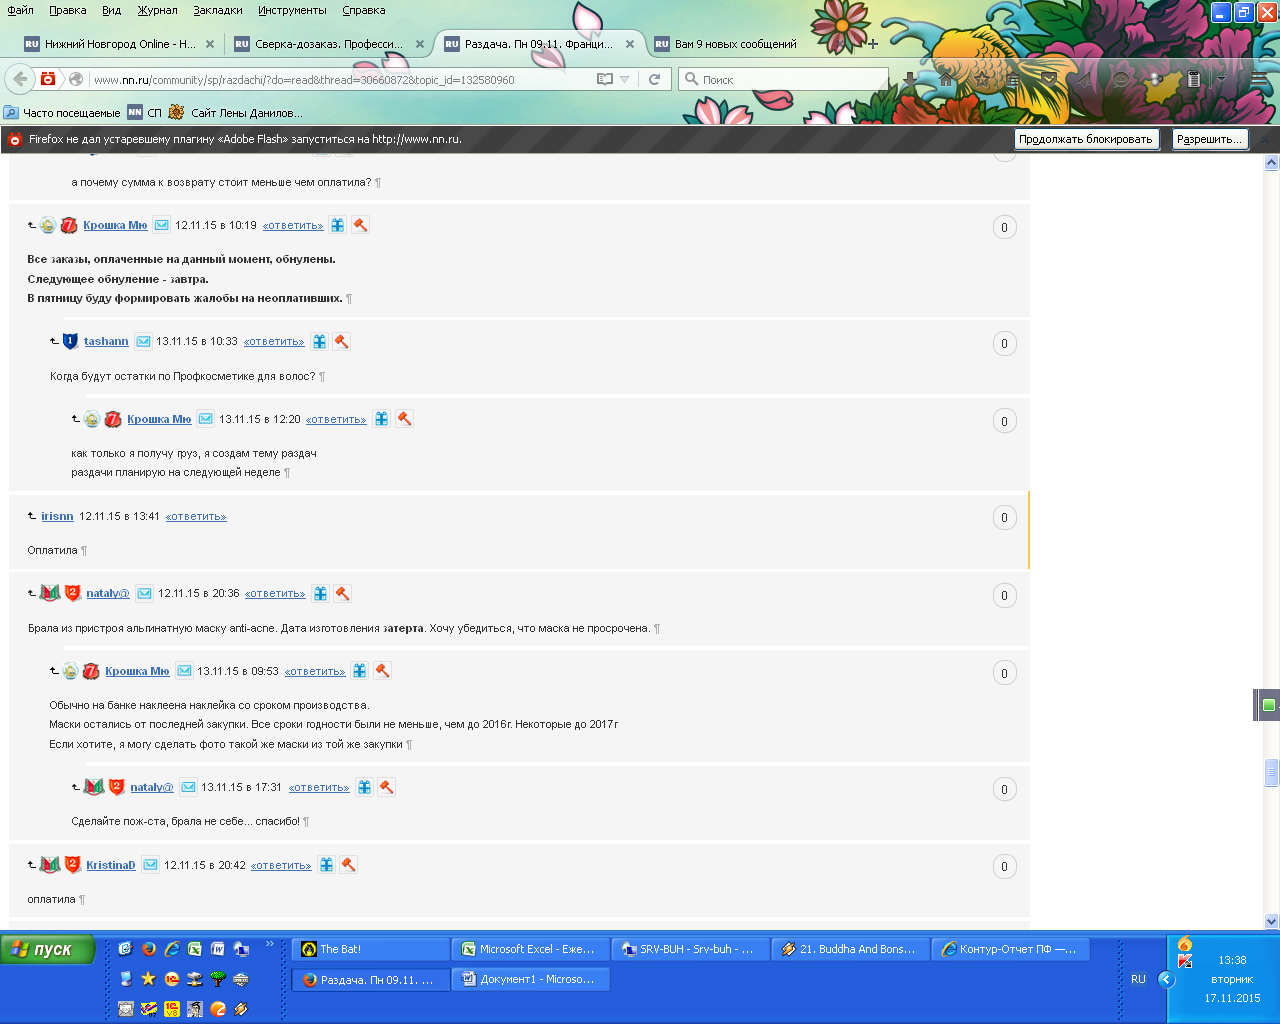 Файл Правка Вид Журнал Закладки Инструменты Справка
RU Нижний Новгород Online - Н... RU Сверка-дозаказ. Професси... RU Раздача. Пн 09.11. Франци... RU Вам 9 новых сообщений
www.nn.ru/community/sp/razdachi/?do=read&thread=30660872&topic_id=132580960 Поиск
Часто посещаемые NN СП Сайт Лены Данилов...
Firefox не дал устаревшему плагину «Adobe Flash» запуститься на http://www.nn.ru. Продолжать блокировать Разрешить...
а почему сумма к возврату стоит меньше чем оплатила? ¶
7 Крошка Мю 12.11.15 в 10:19 «ответить» 0
Все заказы, оплаченные на данный момент, обнулены.
Следующее обнуление - завтра.
В пятницу буду формировать жалобы на неоплативших. ¶
1 tashann 13.11.15 в 10:33 «ответить» 0
Когда будут остатки по Профкосметике для волос? ¶
7 Крошка Мю 13.11.15 в 12:20 «ответить» 0
как только я получу груз, я создам тему раздач
раздачи планирую на следующей неделе ¶
irisnn 12.11.15 в 13:41 «ответить» 0
Оплатила ¶
2 nataly@ 12.11.15 в 20:36 «ответить» 0
Брала из пристроя альгинатную маску anti-acne. Дата изготовления затерта. Хочу убедиться, что маска не просрочена. ¶
7 Крошка Мю 13.11.15 в 09:53 «ответить» 0
Обычно на банке наклеена наклейка со сроком производства.
Маски остались от последней закупки. Все сроки годности были не меньше, чем до 2016г. Некоторые до 2017г
Если хотите, я могу сделать фото такой же маски из той же закупки ¶
2 nataly@ 13.11.15 в 17:31 «ответить» 0
Сделайте пож-ста, брала не себе... спасибо! ¶
2 KristinaD 12.11.15 в 20:42 «ответить» 0
оплатила ¶
пуск The Bat! Microsoft Excel - Еже... SRV-BUH - Srv-buh - ... 21. Buddha And Bons... Контур-Отчет ПФ —...
Раздача. Пн 09.11. ... Документ1 - Microso... RU
13:38
вторник
17.11.2015